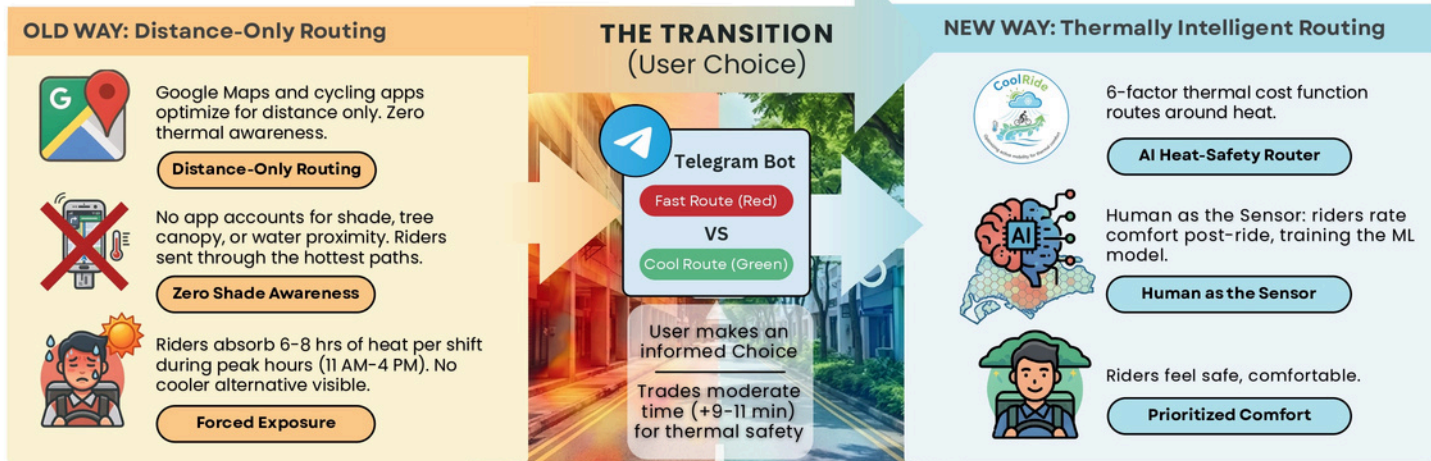 OLD WAY: Distance-Only Routing
G
Google Maps and cycling apps
optimize for distance only. Zero
thermal awareness.
Distance-Only Routing
No app accounts for shade, tree
canopy, or water proximity. Riders
sent through the hottest paths.
Zero Shade Awareness
Riders absorb 6-8 hrs of heat per shift
during peak hours (11 AM-4 PM). No
cooler alternative visible.
Forced Exposure
THE TRANSITION
(User Choice)
Telegram Bot
Fast Route (Red)
VS
Cool Route (Green)
User makes an
informed Choice
Trades moderate
time (+9-11 min)
for thermal safety
NEW WAY: Thermally Intelligent Routing
CoolRide
Optimizing active mobility for thermal comfort
6-factor thermal cost function
routes around heat.
AI Heat-Safety Router
AI
Human as the Sensor: riders rate
comfort post-ride, training the ML
model.
Human as the Sensor
Riders feel safe, comfortable.
Prioritized Comfort